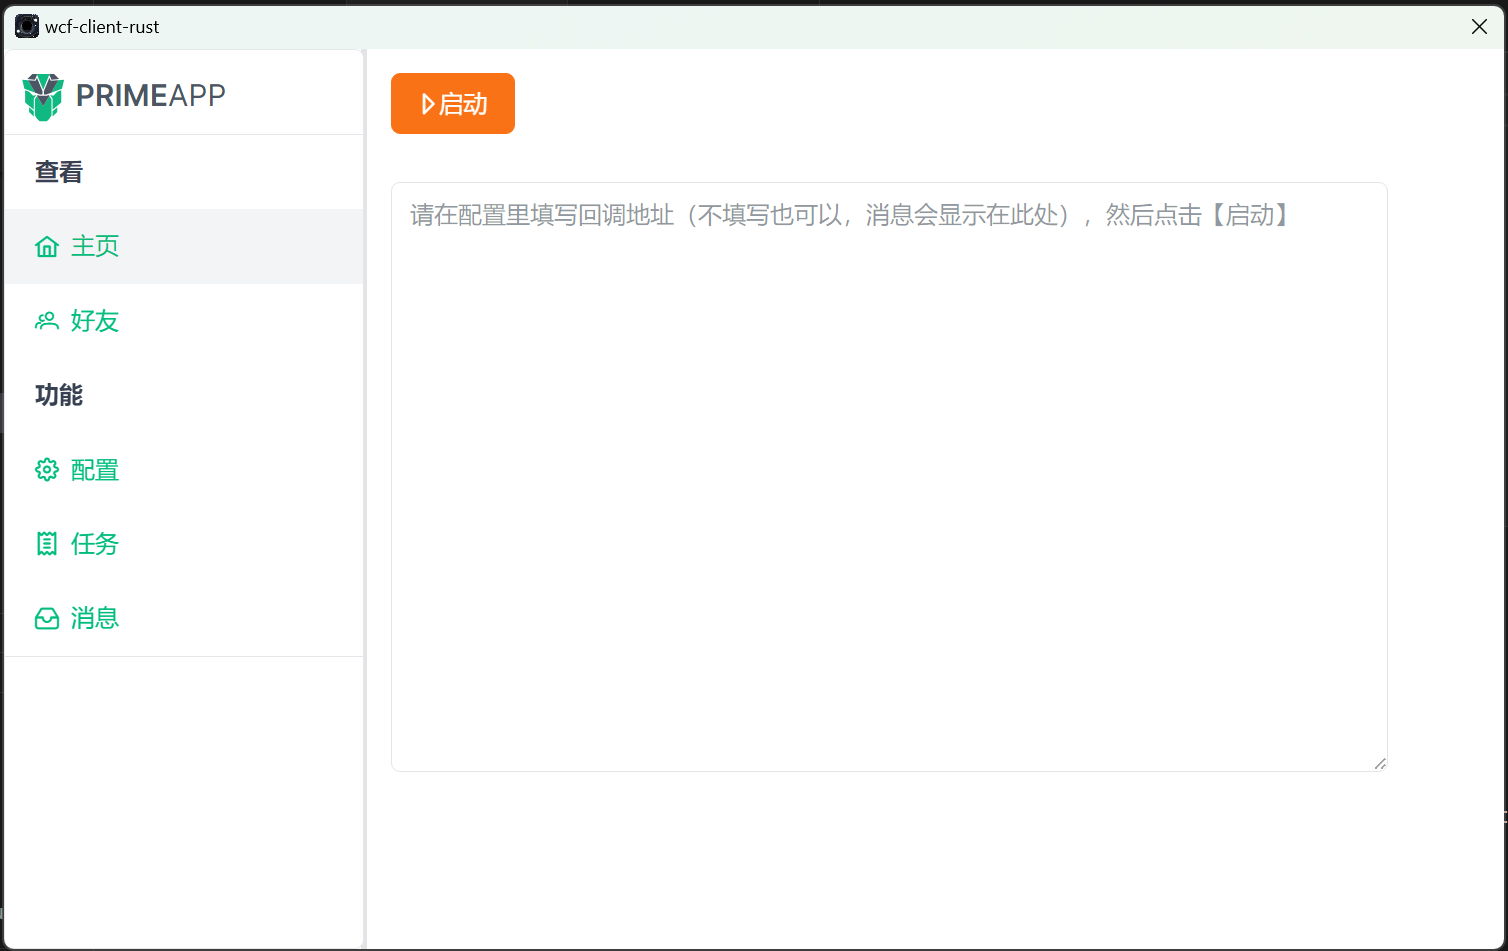 wcf-client-rust
PRIMEAPP
查看
主页
好友
功能
配置
任务
消息
启动
请在配置里填写回调地址（不填写也可以，消息会显示在此处），然后点击【启动】